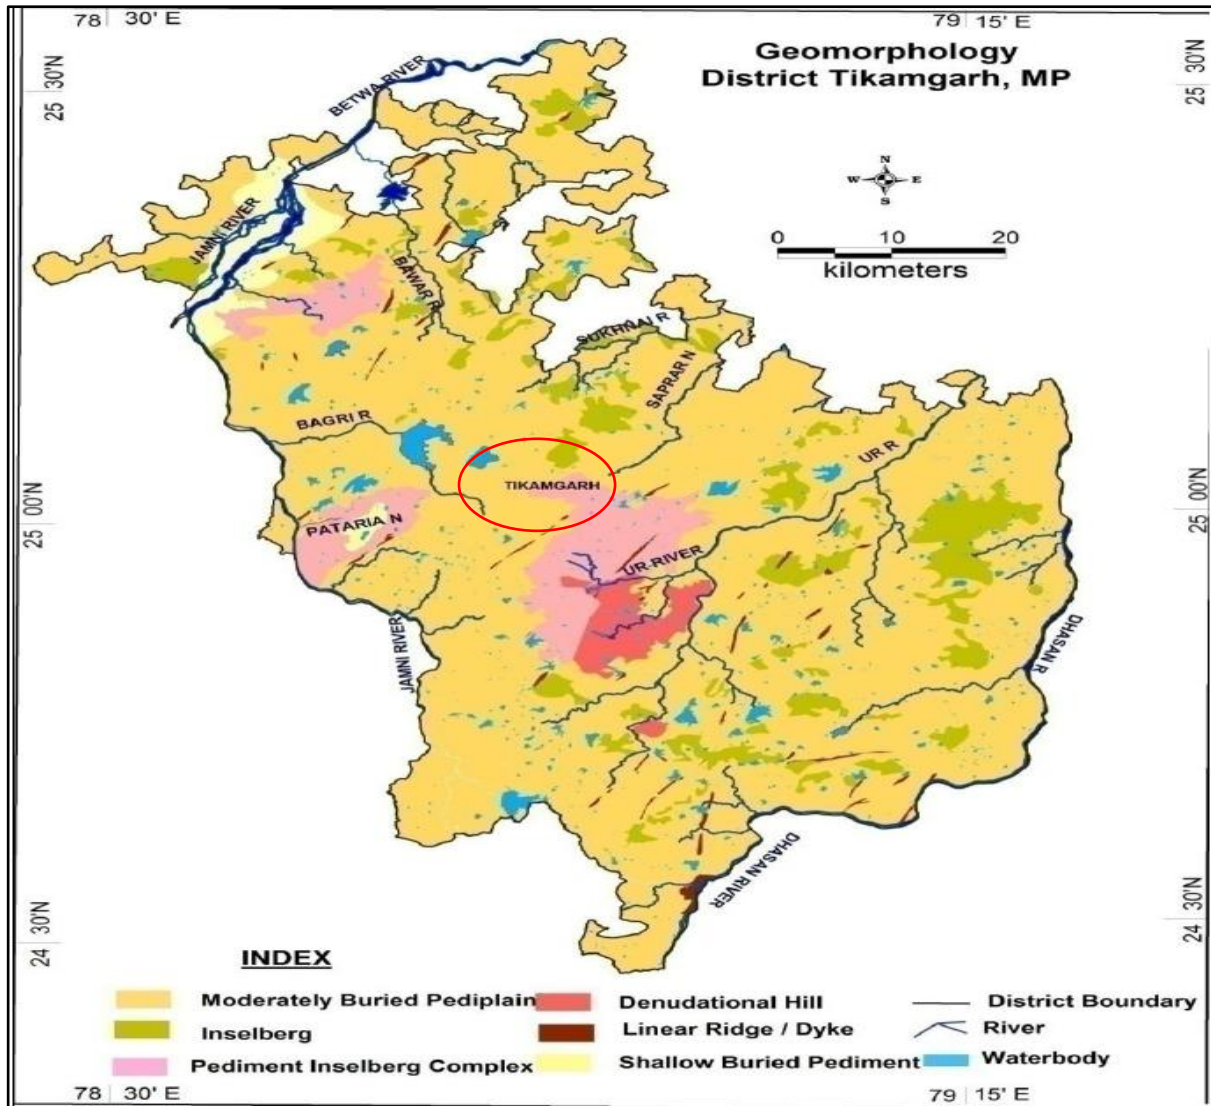 78 30' E
79 15' E
Geomorphology
District Tikamgarh, MP
25 30'N
25 30'N
BETWA RIVER
N
W E
S
JAMNI RIVER
0 20
kilometers
BAWAR R
SUKHNAI R
SAPRAR N
BAGRI R
UR R
TIKAMGARH
25 00'N
25 00'N
PATARIA N
UR RIVER
JAMNI RIVER
DHASAN R
DHASAN RIVER
24 30'N
24 30'N
INDEX
Moderately Buried Pediplain
Denudational Hill
District Boundary
Inselberg
Linear Ridge / Dyke
River
Pediment Inselberg Complex
Shallow Buried Pediment
Waterbody
78 30' E
79 15' E